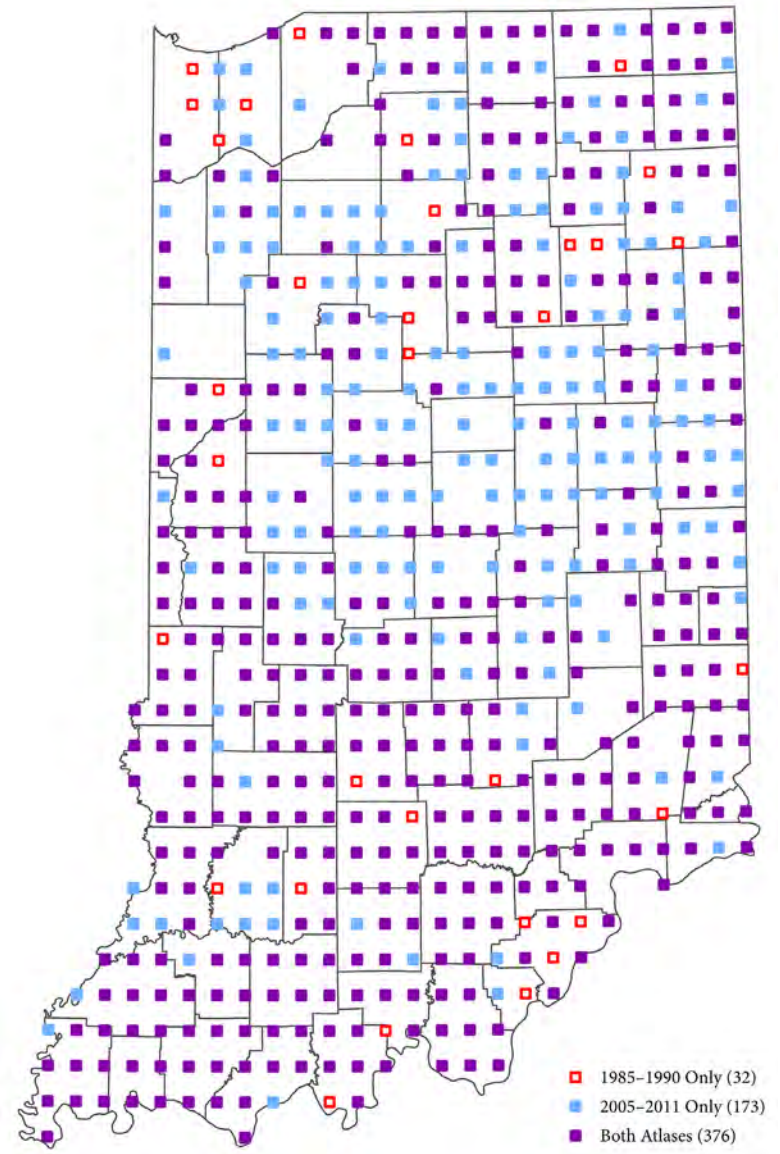 1985–1990 Only (32)
2005–2011 Only (173)
Both Atlases (376)